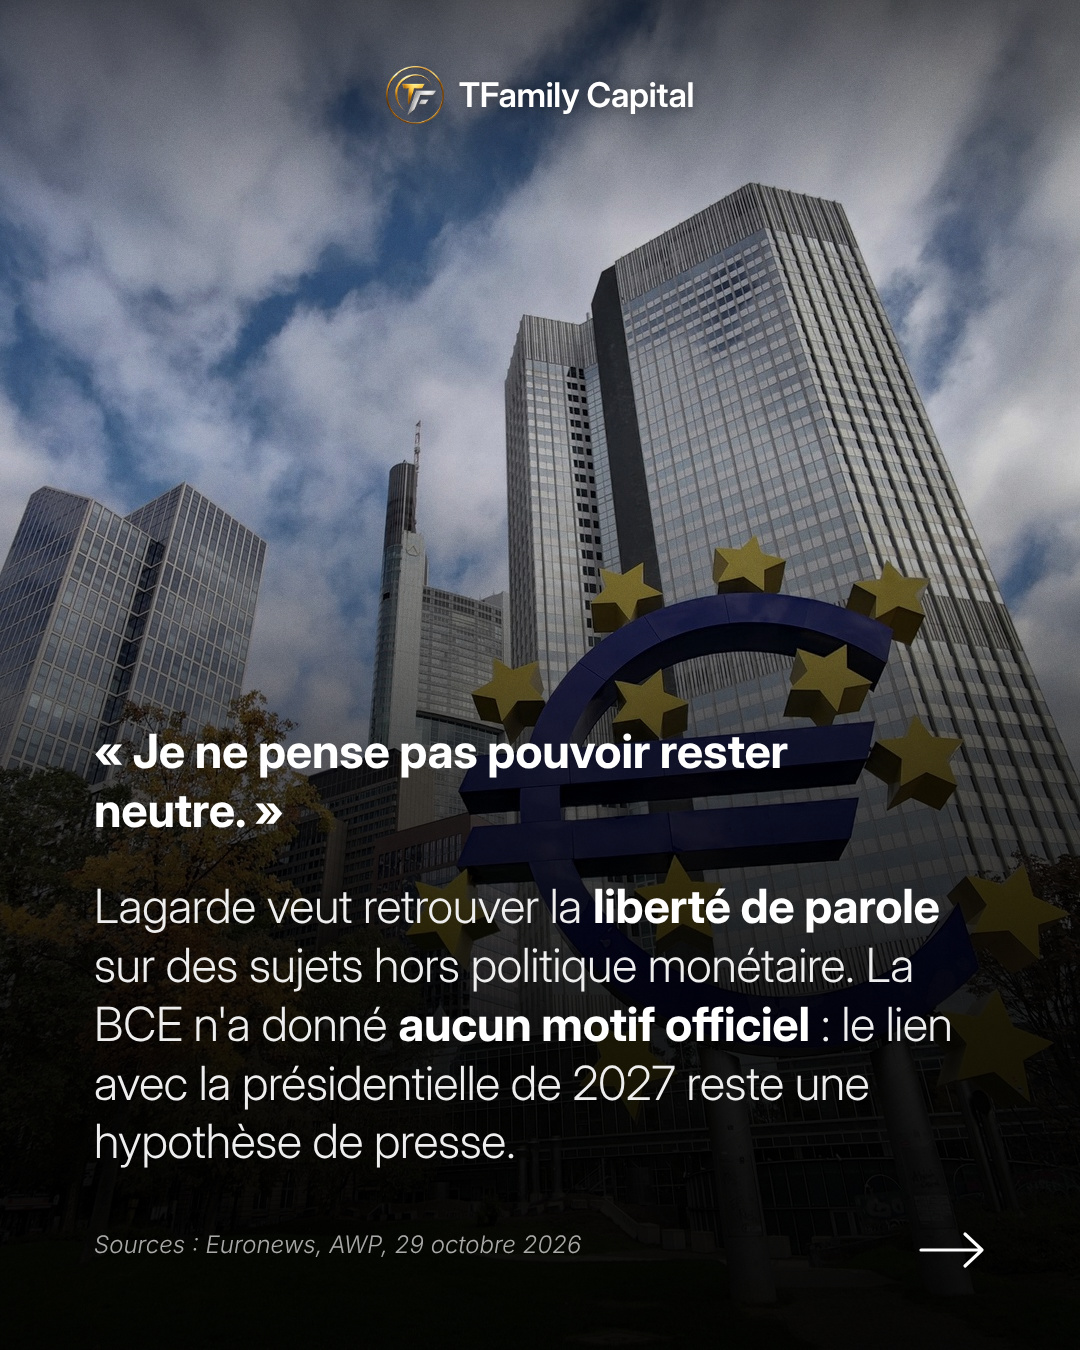 TFamily Capital
« Je ne pense pas pouvoir rester
neutre. »
Lagarde veut retrouver la liberté de parole
sur des sujets hors politique monétaire. La
BCE n'a donné aucun motif officiel : le lien
avec la présidentielle de 2027 reste une
hypothèse de presse.
Sources : Euronews, AWP, 29 octobre 2026